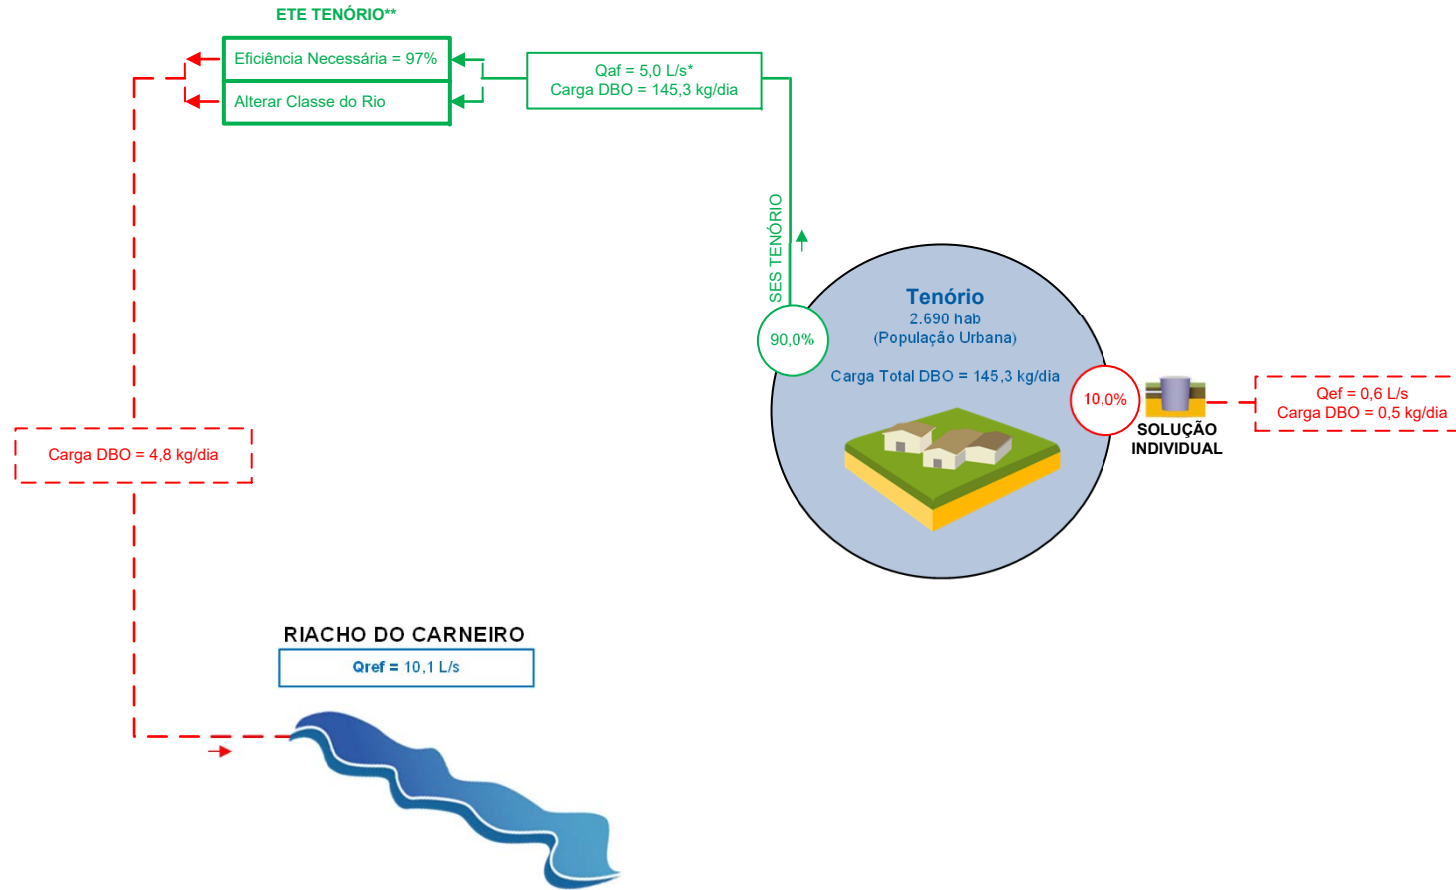 ETE TENÓRIO**
Eficiência Necessária = 97%
Alterar Classe do Rio
Qaf = 5,0 L/s*
Carga DBO = 145,3 kg/dia
SES TENÓRIO
90,0%
Tenório
2.690 hab
(População Urbana)
Carga Total DBO = 145,3 kg/dia
10,0%
SOLUÇÃO
INDIVIDUAL
Qef = 0,6 L/s
Carga DBO = 0,5 kg/dia
Carga DBO = 4,8 kg/dia
RIACHO DO CARNEIRO
Qref = 10,1 L/s